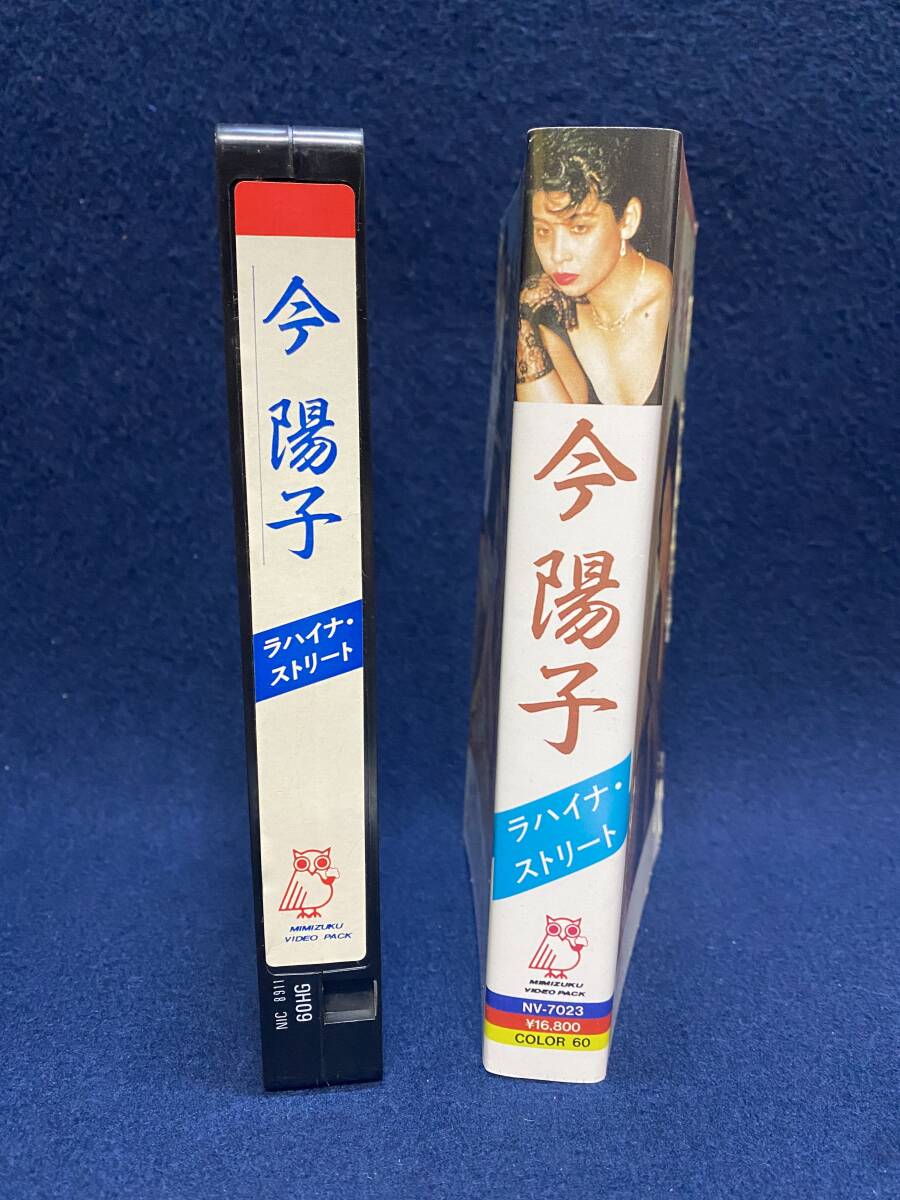 今 陽子
ラハイナ・
ストリート
MIMIZUKU
VIDEO PACK
NIC 8911
60HG
今 陽子
ラハイナ・
ストリート
MIMIZUKU
VIDEO PACK
NV-7023
¥16,800
COLOR 60